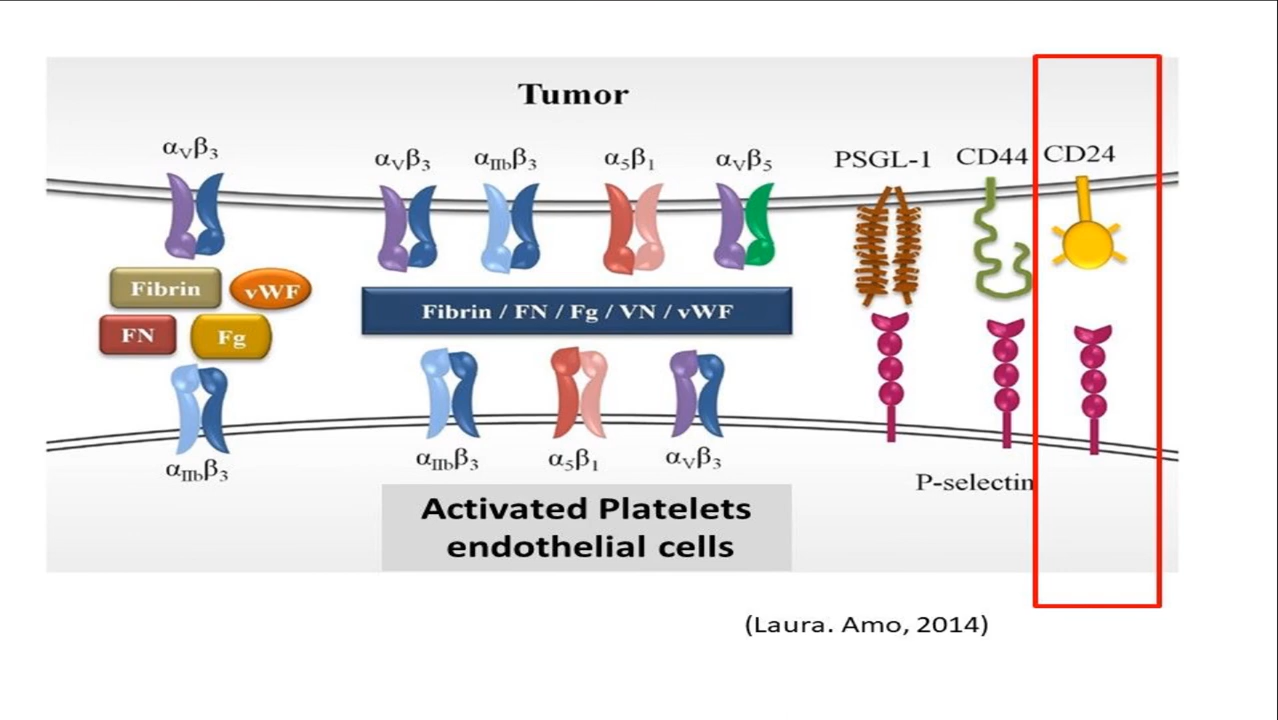 Tumor
αVβ3
αVβ3 αIIbβ3 α5β1 αVβ5 PSGL-1 CD44 CD24
Fibrin vWF
FN Fg
Fibrin / FN / Fg / VN / vWF
αIIbβ3
αIIbβ3 α5β1 αVβ3
P-selectin
Activated Platelets
endothelial cells
(Laura. Amo, 2014)